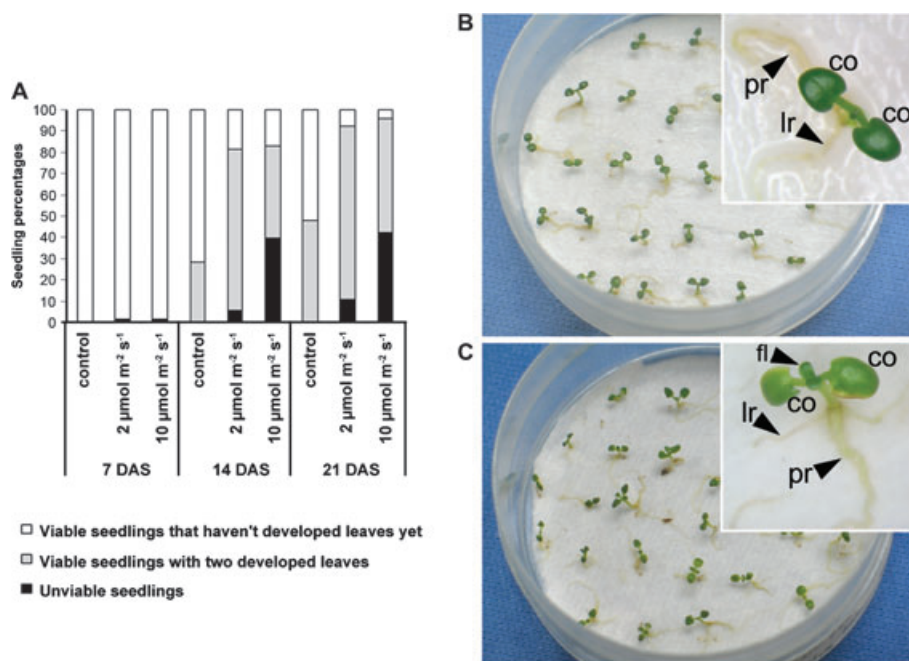 A
Seedling percentages
100
90
80
70
60
50
40
30
20
10
0
control
2 µmol m⁻² s⁻¹
10 µmol m⁻² s⁻¹
control
2 µmol m⁻² s⁻¹
10 µmol m⁻² s⁻¹
control
2 µmol m⁻² s⁻¹
10 µmol m⁻² s⁻¹
7 DAS
14 DAS
21 DAS
Viable seedlings that haven't developed leaves yet
Viable seedlings with two developed leaves
Unviable seedlings
B
pr
co
lr
co
C
fl
co
lr
co
pr